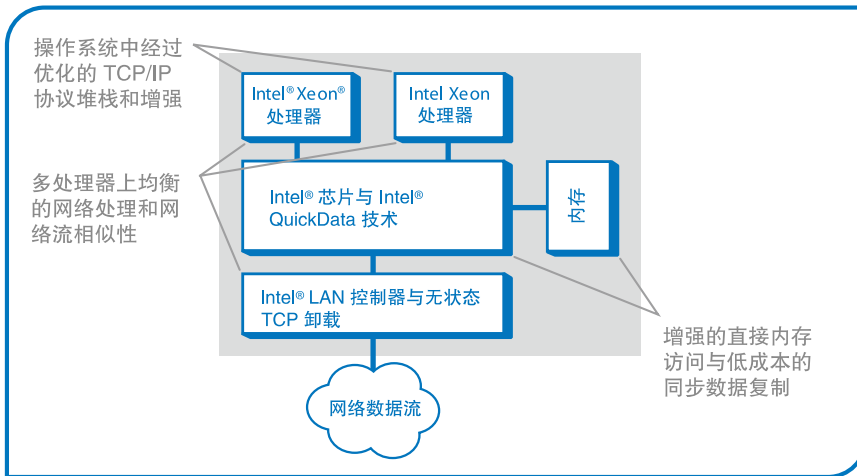 操作系统中经过
优化的 TCP/IP
协议堆栈和增强
Intel® Xeon®
处理器
Intel Xeon
处理器
多处理器上均衡
的网络处理和网
络流相似性
Intel® 芯片与 Intel®
QuickData 技术
内存
Intel® LAN 控制器与无状态
TCP 卸载
增强的直接内存
访问与低成本的
同步数据复制
网络数据流